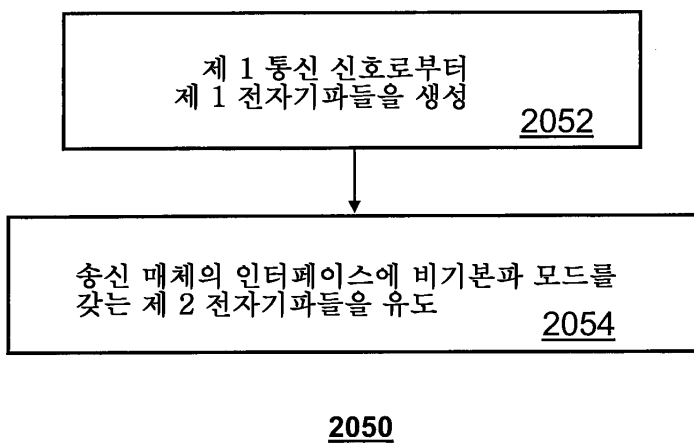 제 1 통신 신호로부터
제 1 전자기파들을 생성
2052
송신 매체의 인터페이스에 비기본파 모드를
갖는 제 2 전자기파들을 유도
2054
2050